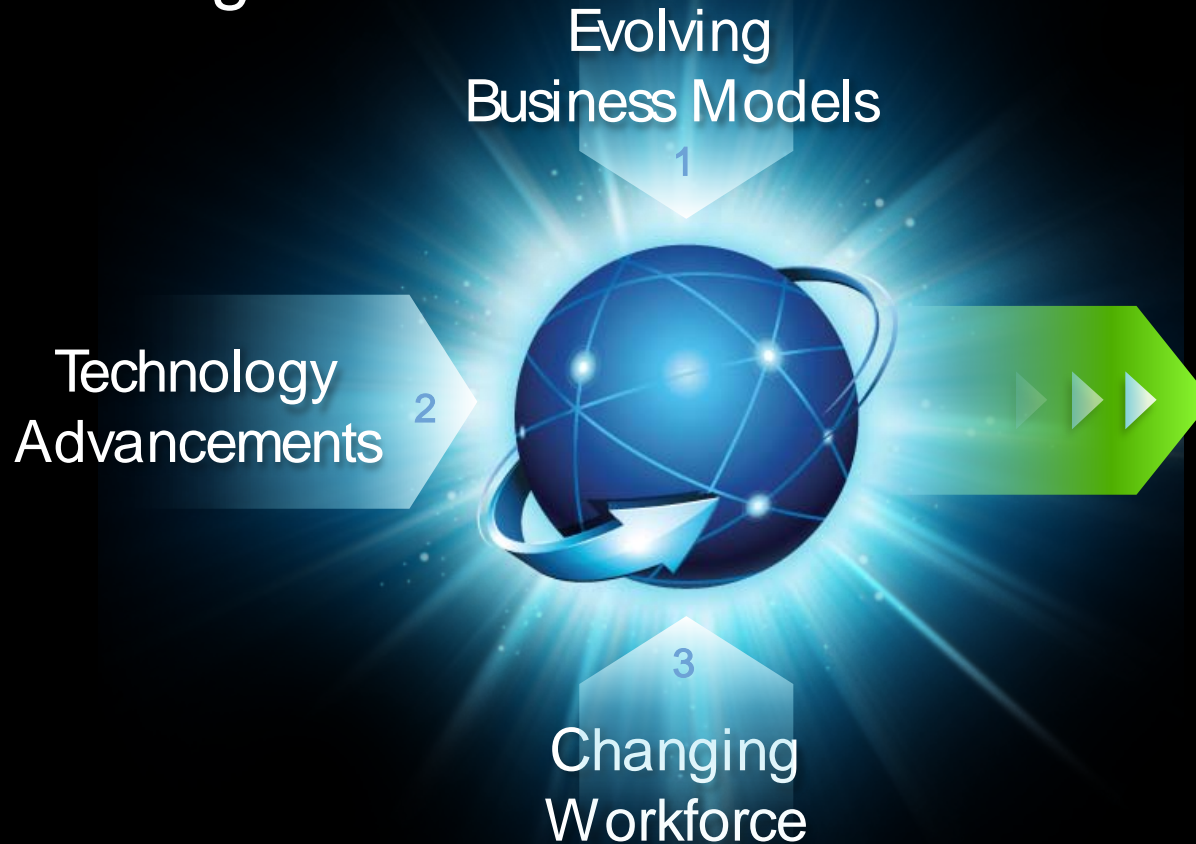 Evolving
Business Models
1
Technology
Advancements
2
3
Changing
Workforce